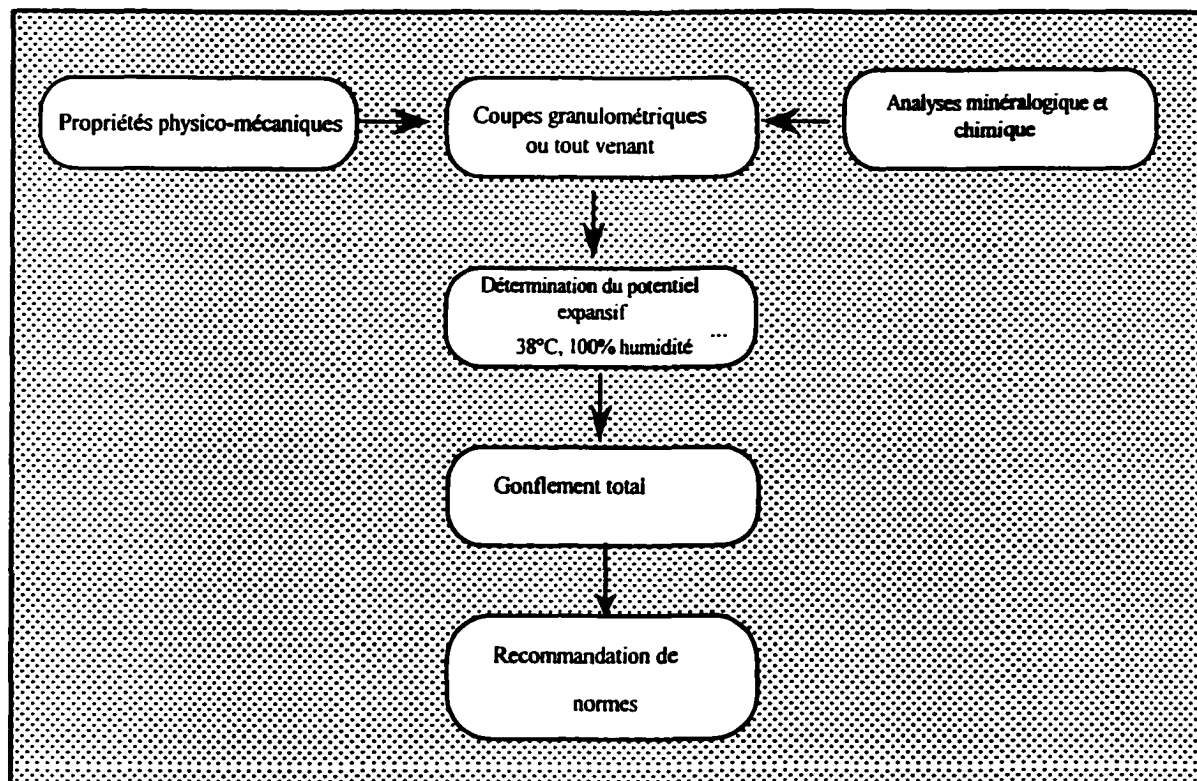 Propriétés physico-mécaniques
Coupes granulométriques
ou tout venant
Analyses minéralogique et
chimique
Détermination du potentiel
expansif
38°C, 100% humidité ...
Gonflement total
Recommandation de
normes